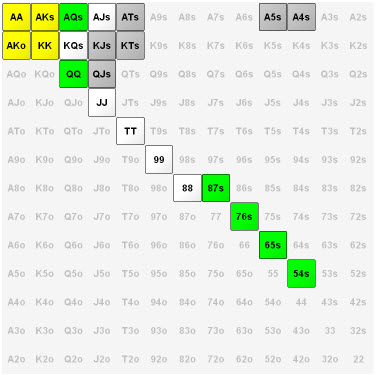 AA AKs AQs AJs ATs A9s A8s A7s A6s A5s A4s A3s A2s
AKo KK KQs KJs KTs K9s K8s K7s K6s K5s K4s K3s K2s
AQo KQo QQ QJs QTs Q9s Q8s Q7s Q6s Q5s Q4s Q3s Q2s
AJo KJo QJo JJ JTs J9s J8s J7s J6s J5s J4s J3s J2s
ATo KTo QTo JTo TT T9s T8s T7s T6s T5s T4s T3s T2s
A9o K9o Q9o J9o T9o 99 98s 97s 96s 95s 94s 93s 92s
A8o K8o Q8o J8o T8o 98o 88 87s 86s 85s 84s 83s 82s
A7o K7o Q7o J7o T7o 97o 87o 77 76s 75s 74s 73s 72s
A6o K6o Q6o J6o T6o 96o 86o 76o 66 65s 64s 63s 62s
A5o K5o Q5o J5o T5o 95o 85o 75o 65o 55 54s 53s 52s
A4o K4o Q4o J4o T4o 94o 84o 74o 64o 54o 44 43s 42s
A3o K3o Q3o J3o T3o 93o 83o 73o 63o 53o 43o 33 32s
A2o K2o Q2o J2o T2o 92o 82o 72o 62o 52o 42o 32o 22